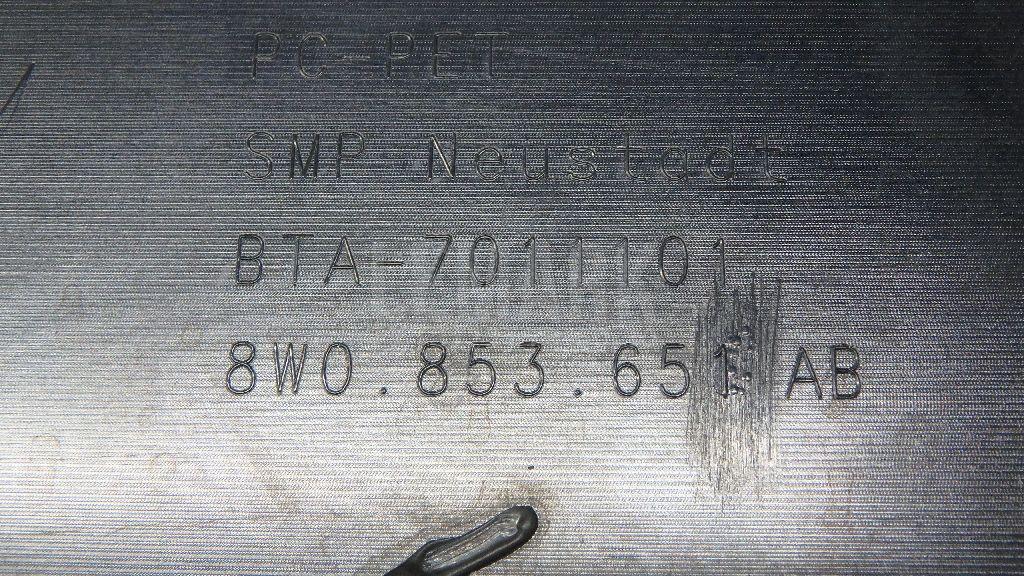 PC-PET
SMP Neustadt
BTA-7011101
8W0.853.651 AB